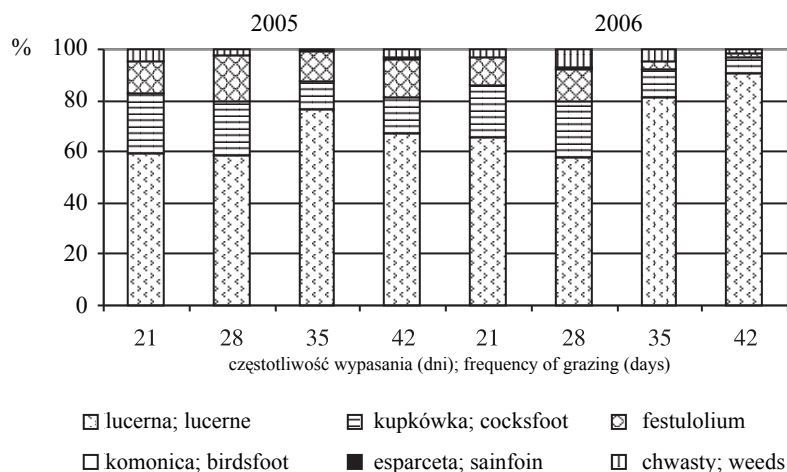 2005 2006
% 100
80
60
40
20
0
21 28 35 42 21 28 35 42
częstotliwość wypasania (dni); frequency of grazing (days)
lucerna; lucerne kupkówka; cocksfoot festulolium
komonica; birdsfoot esparceta; sainfoin chwasty; weeds